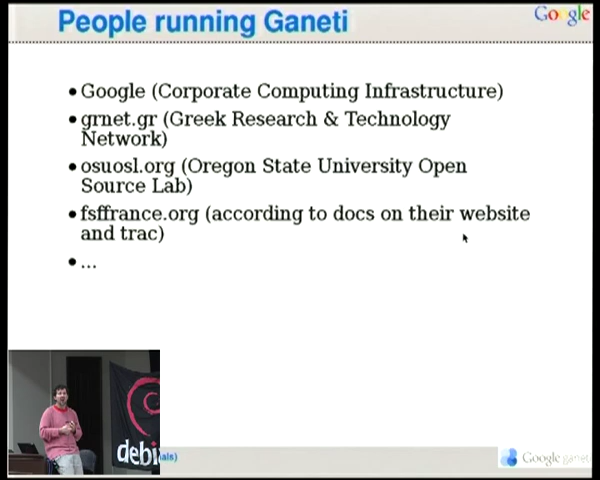 People running Ganeti
Google
• Google (Corporate Computing Infrastructure)
• grnet.gr (Greek Research & Technology
Network)
• osuosl.org (Oregon State University Open
Source Lab)
• fsffrance.org (according to docs on their website
and trac)
• ...
debi
als)
Google ganeti